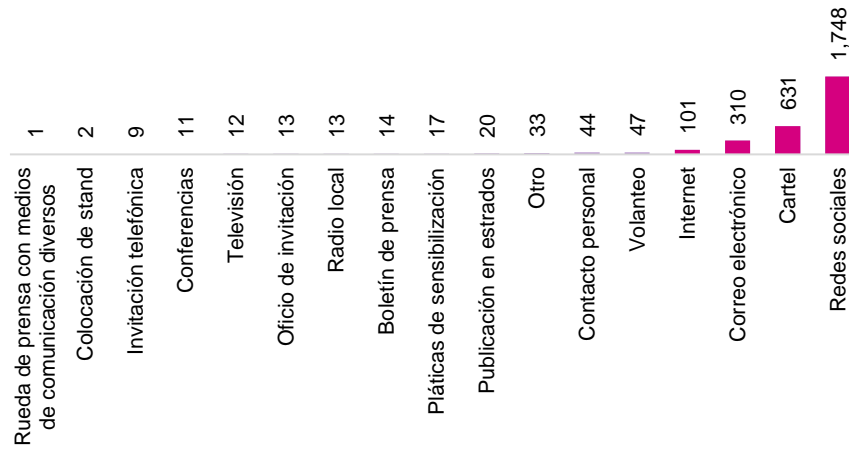 1
2
9
11
12
13
13
14
17
20
33
44
47
101
310
631
1,748
Rueda de prensa con medios
de comunicación diversos
Colocación de stand
Invitación telefónica
Conferencias
Televisión
Oficio de invitación
Radio local
Boletín de prensa
Pláticas de sensibilización
Publicación en estrados
Otro
Contacto personal
Volanteo
Internet
Correo electrónico
Cartel
Redes sociales